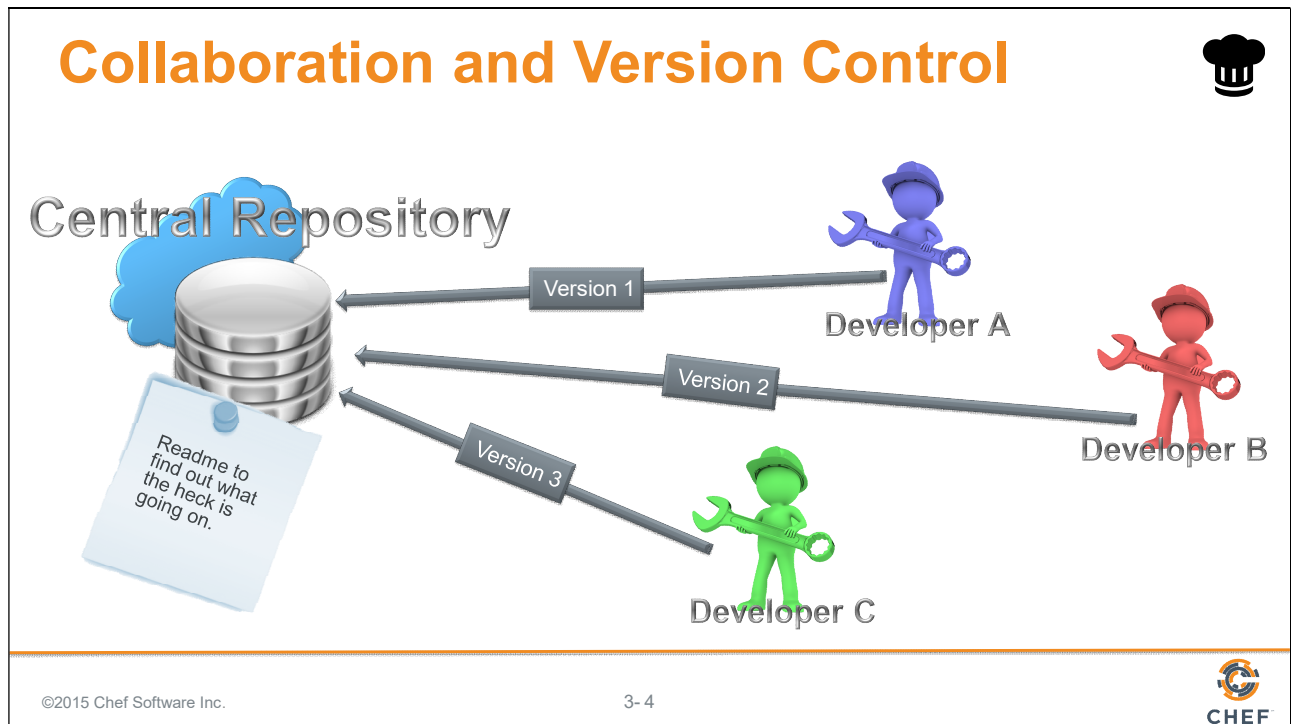 Collaboration and Version Control
Central Repository
Version 1
Developer A
Version 2
Developer B
Version 3
Readme to
find out what
the heck is
going on.
Developer C
©2015 Chef Software Inc.
3- 4
CHEF